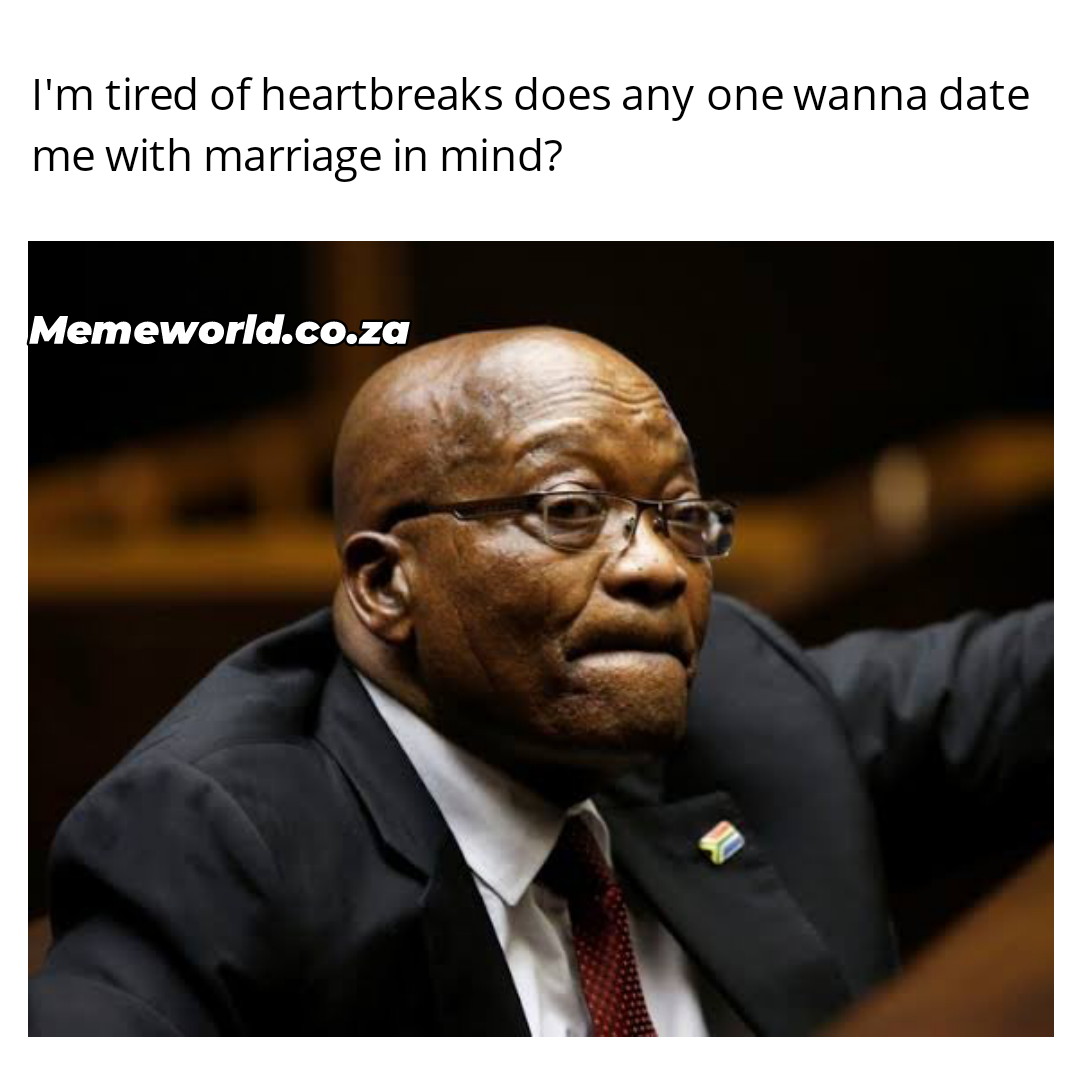 I'm tired of heartbreaks does any one wanna date
me with marriage in mind?
Memeworld.co.za